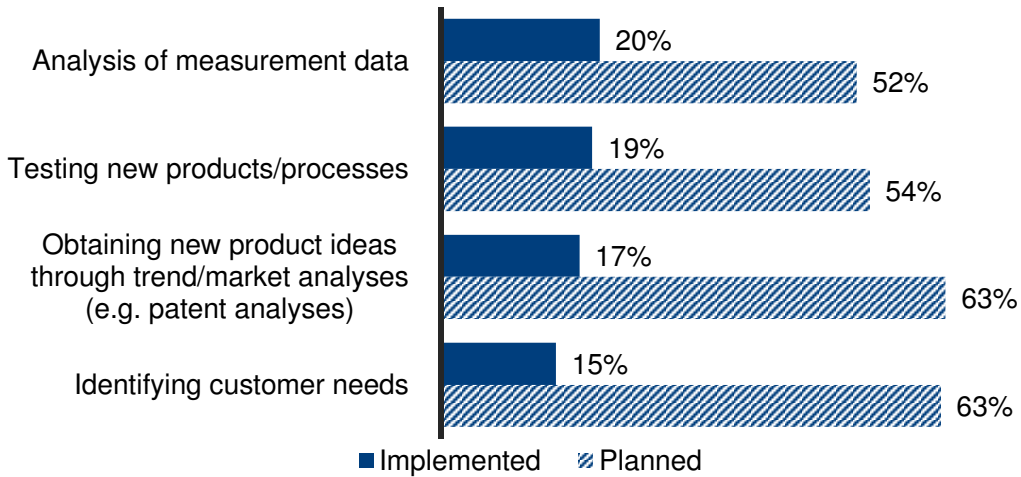 20%
Analysis of measurement data
52%
19%
Testing new products/processes
54%
Obtaining new product ideas
17%
through trend/market analyses
(e.g. patent analyses)
63%
15%
Identifying customer needs
63%
Implemented
Planned